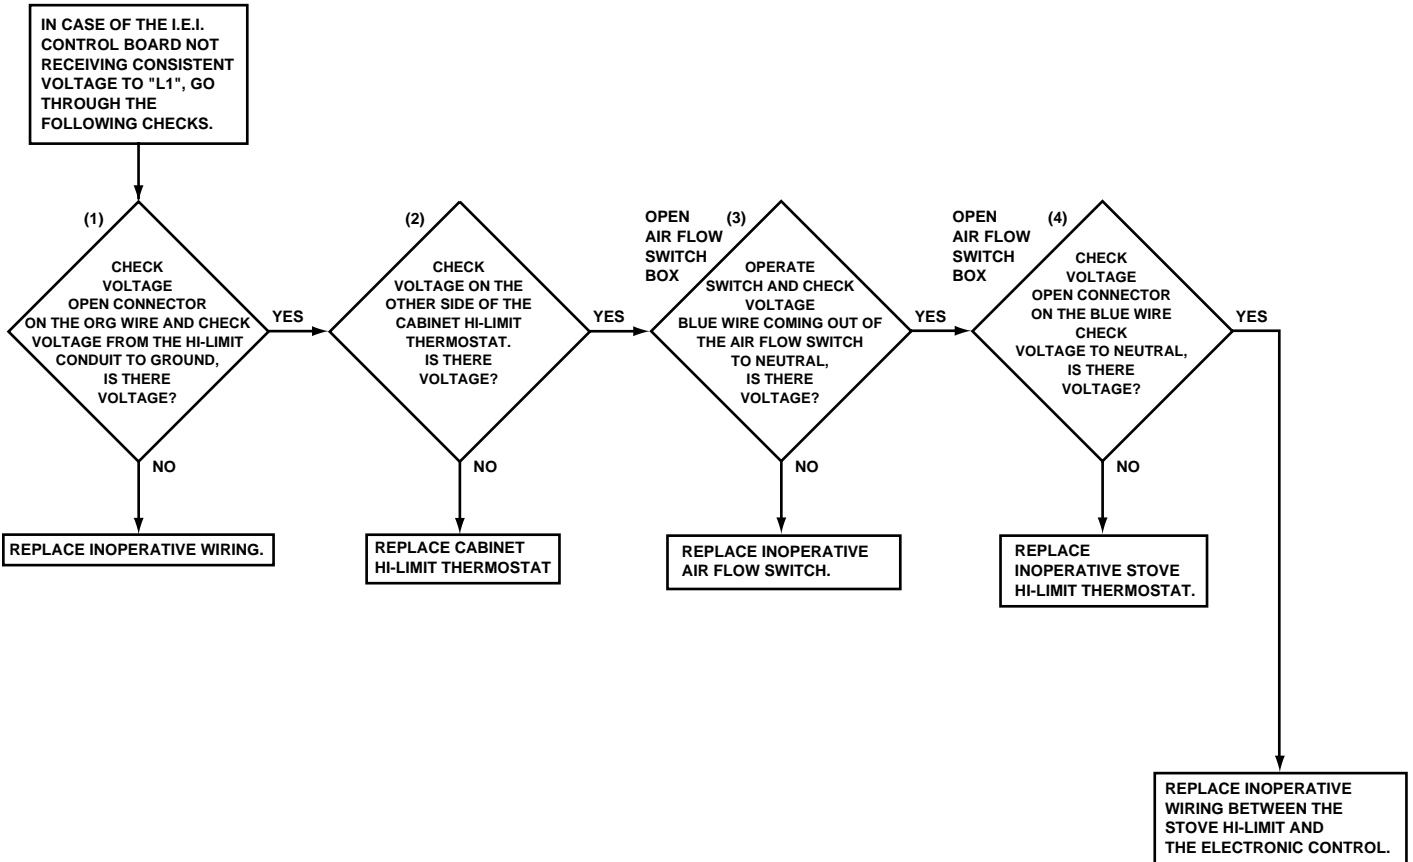 IN CASE OF THE I.E.I.
CONTROL BOARD NOT
RECEIVING CONSISTENT
VOLTAGE TO "L1", GO
THROUGH THE
FOLLOWING CHECKS.
(1)
CHECK
VOLTAGE
OPEN CONNECTOR
ON THE ORG WIRE AND CHECK
VOLTAGE FROM THE HI-LIMIT
CONDUIT TO GROUND,
IS THERE
VOLTAGE?
YES
NO
REPLACE INOPERATIVE WIRING.
(2)
CHECK
VOLTAGE ON THE
OTHER SIDE OF THE
CABINET HI-LIMIT
THERMOSTAT.
IS THERE
VOLTAGE?
YES
NO
REPLACE CABINET
HI-LIMIT THERMOSTAT
OPEN
AIR FLOW
SWITCH
BOX
(3)
OPERATE
SWITCH AND CHECK
VOLTAGE
BLUE WIRE COMING OUT OF
THE AIR FLOW SWITCH
TO NEUTRAL,
IS THERE
VOLTAGE?
YES
NO
REPLACE INOPERATIVE
AIR FLOW SWITCH.
OPEN
AIR FLOW
SWITCH
BOX
(4)
CHECK
VOLTAGE
OPEN CONNECTOR
ON THE BLUE WIRE
CHECK
VOLTAGE TO NEUTRAL,
IS THERE
VOLTAGE?
YES
NO
REPLACE
INOPERATIVE STOVE
HI-LIMIT THERMOSTAT.
REPLACE INOPERATIVE
WIRING BETWEEN THE
STOVE HI-LIMIT AND
THE ELECTRONIC CONTROL.